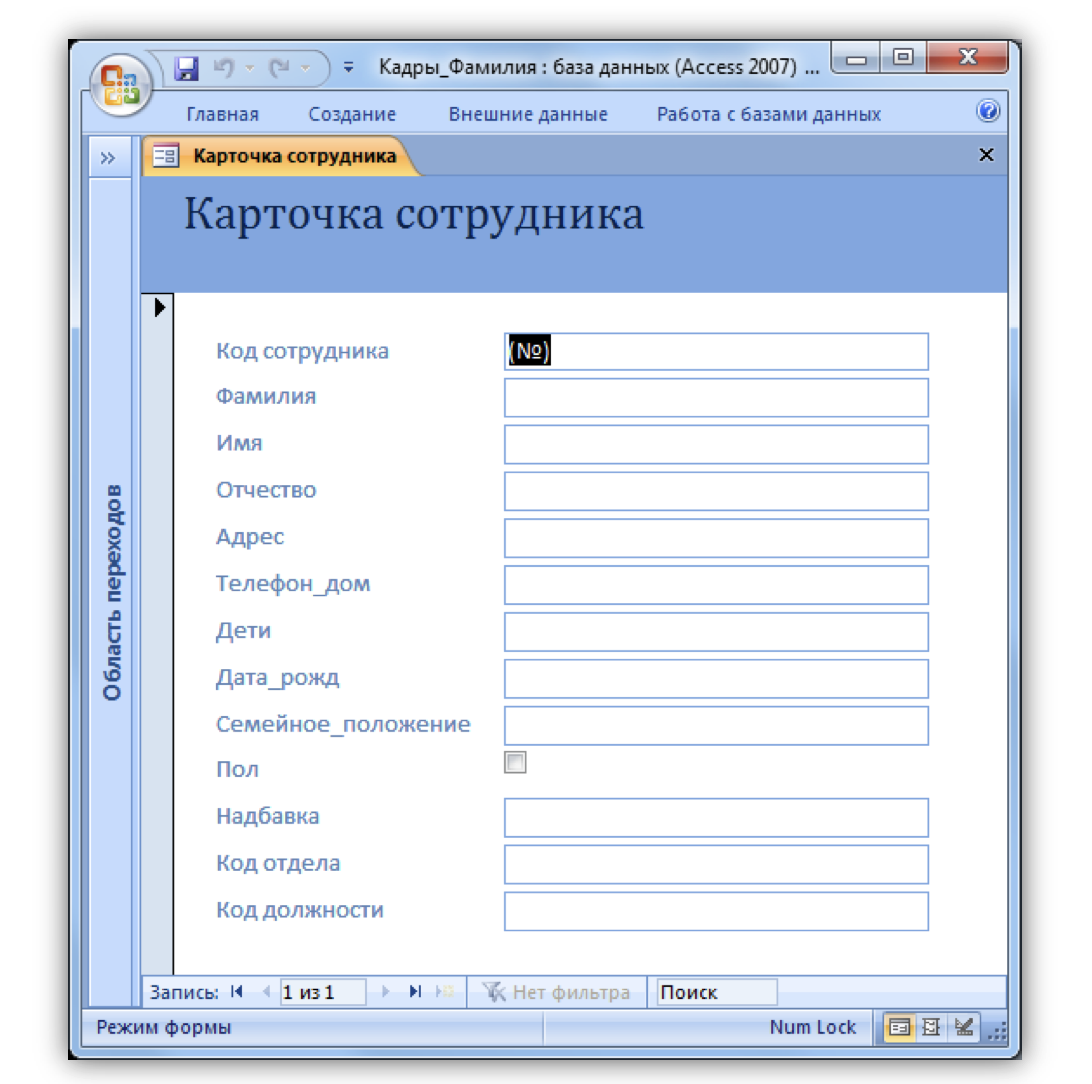 Кадры_Фамилия : база данных (Access 2007) ...
Главная Создание Внешние данные Работа с базами данных
Карточка сотрудника
Карточка сотрудника
Код сотрудника (№)
Фамилия
Имя
Отчество
Адрес
Телефон_дом
Дети
Дата_рожд
Семейное_положение
Пол
Надбавка
Код отдела
Код должности
Область переходов
Запись: 1 из 1 Нет фильтра Поиск
Режим формы Num Lock